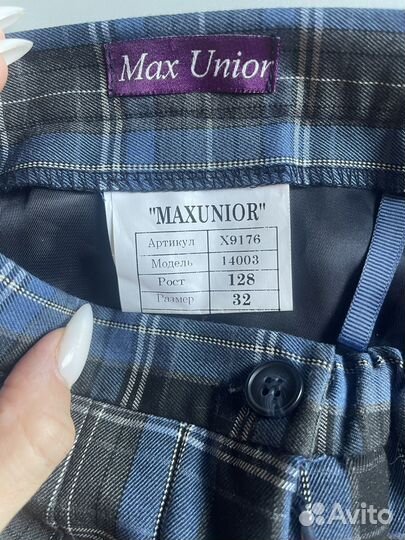 Max Unior
"MAXUNIOR"
Артикул X9176
Модель 14003
Рост 128
Размер 32
Avito